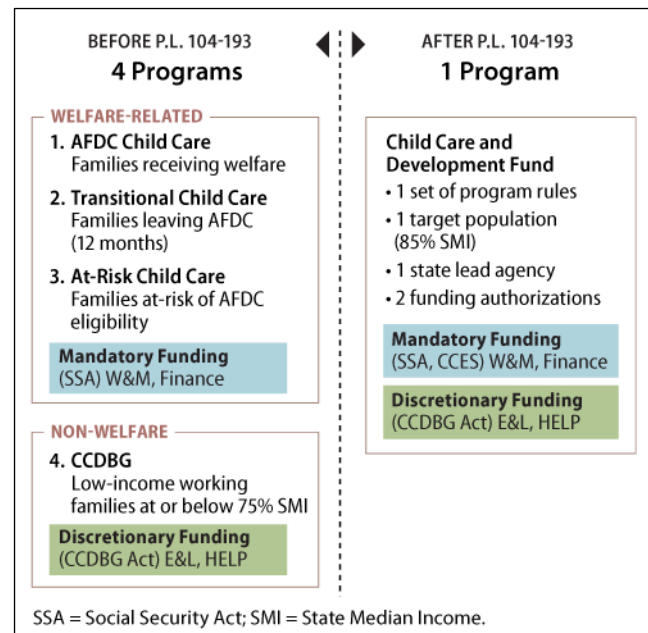 BEFORE P.L. 104-193
4 Programs
WELFARE-RELATED
1. AFDC Child Care
Families receiving welfare
2. Transitional Child Care
Families leaving AFDC
(12 months)
3. At-Risk Child Care
Families at-risk of AFDC
eligibility
Mandatory Funding
(SSA) W&M, Finance
NON-WELFARE
4. CCDBG
Low-income working
families at or below 75% SMI
Discretionary Funding
(CCDBG Act) E&L, HELP
AFTER P.L. 104-193
1 Program
Child Care and
Development Fund
• 1 set of program rules
• 1 target population
(85% SMI)
• 1 state lead agency
• 2 funding authorizations
Mandatory Funding
(SSA, CCES) W&M, Finance
Discretionary Funding
(CCDBG Act) E&L, HELP
SSA = Social Security Act; SMI = State Median Income.